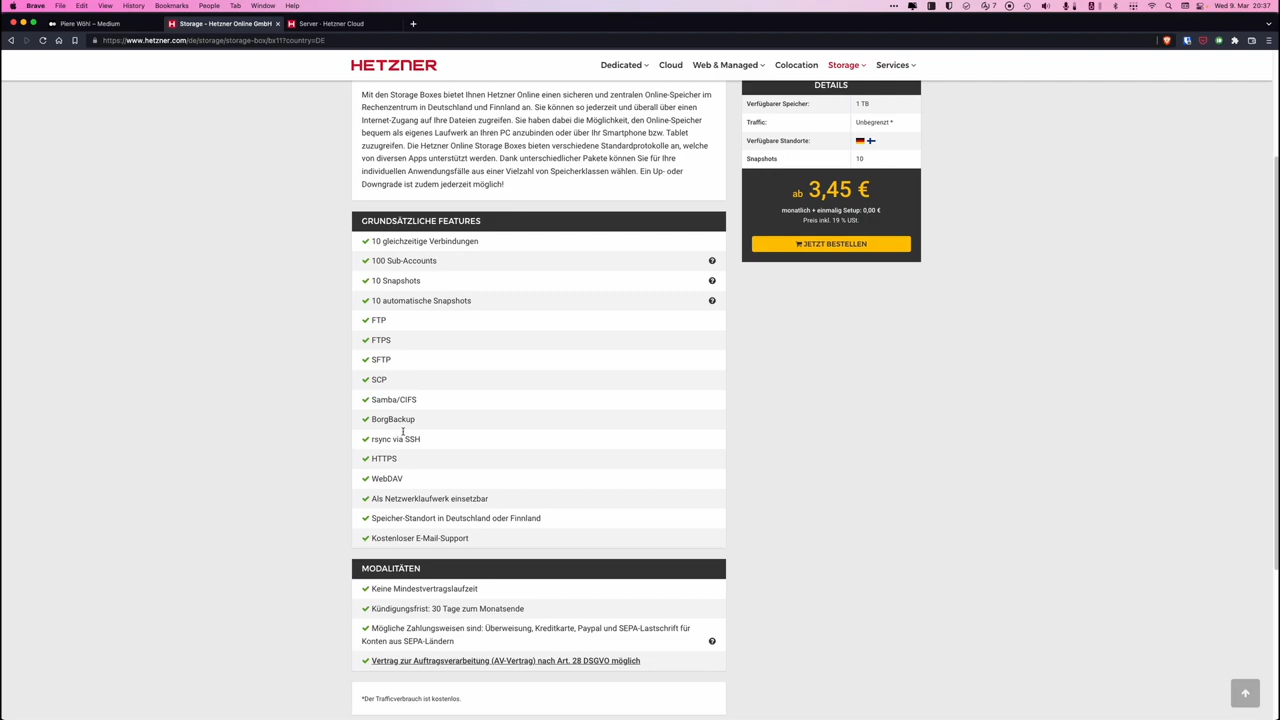 Brave File Edit View History Bookmarks People Tab Window Help
7
Wed 9. Mar 20:37
Piere Wöhl – Medium
Storage - Hetzner Online GmbH
Server · Hetzner Cloud
https://www.hetzner.com/de/storage/storage-box/bx11?country=DE
HETZNER
Dedicated
Cloud
Web & Managed
Colocation
Storage
Services
Mit den Storage Boxes bietet Ihnen Hetzner Online einen sicheren und zentralen Online-Speicher im
Rechenzentrum in Deutschland und Finnland an. Sie können so jederzeit und überall über einen
Internet-Zugang auf Ihre Dateien zugreifen. Sie haben dabei die Möglichkeit, den Online-Speicher
bequem als eigenes Laufwerk an Ihren PC anzubinden oder über Ihr Smartphone bzw. Tablet
zuzugreifen. Die Hetzner Online Storage Boxes bieten verschiedene Standardprotokolle an, welche
von diversen Apps unterstützt werden. Dank unterschiedlicher Pakete können Sie für Ihre
individuellen Anwendungsfälle aus einer Vielzahl von Speicherklassen wählen. Ein Up- oder
Downgrade ist zudem jederzeit möglich!
GRUNDSÄTZLICHE FEATURES
10 gleichzeitige Verbindungen
100 Sub-Accounts
10 Snapshots
10 automatische Snapshots
FTP
FTPS
SFTP
SCP
Samba/CIFS
BorgBackup
rsync via SSH
HTTPS
WebDAV
Als Netzwerklaufwerk einsetzbar
Speicher-Standort in Deutschland oder Finnland
Kostenloser E-Mail-Support
MODALITÄTEN
Keine Mindestvertragslaufzeit
Kündigungsfrist: 30 Tage zum Monatsende
Mögliche Zahlungsweisen sind: Überweisung, Kreditkarte, Paypal und SEPA-Lastschrift für
Konten aus SEPA-Ländern
Vertrag zur Auftragsverarbeitung (AV-Vertrag) nach Art. 28 DSGVO möglich
*Der Trafficverbrauch ist kostenlos.
DETAILS
Verfügbarer Speicher: 1 TB
Traffic: Unbegrenzt *
Verfügbare Standorte:
Snapshots 10
ab 3,45 €
monatlich + einmalig Setup: 0,00 €
Preis inkl. 19 % USt.
JETZT BESTELLEN